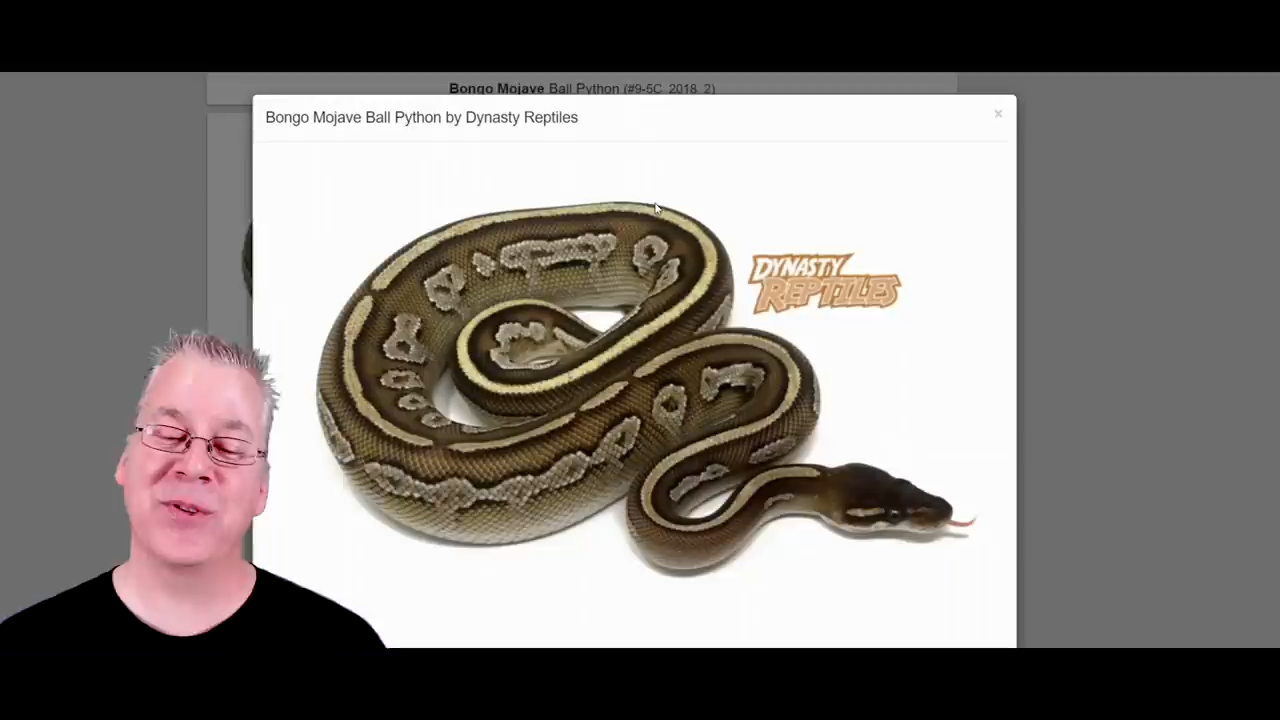 Bongo Mojave Ball Python (#9-5C, 2018, 2)
Bongo Mojave Ball Python by Dynasty Reptiles
×
DYNASTY
REPTILES